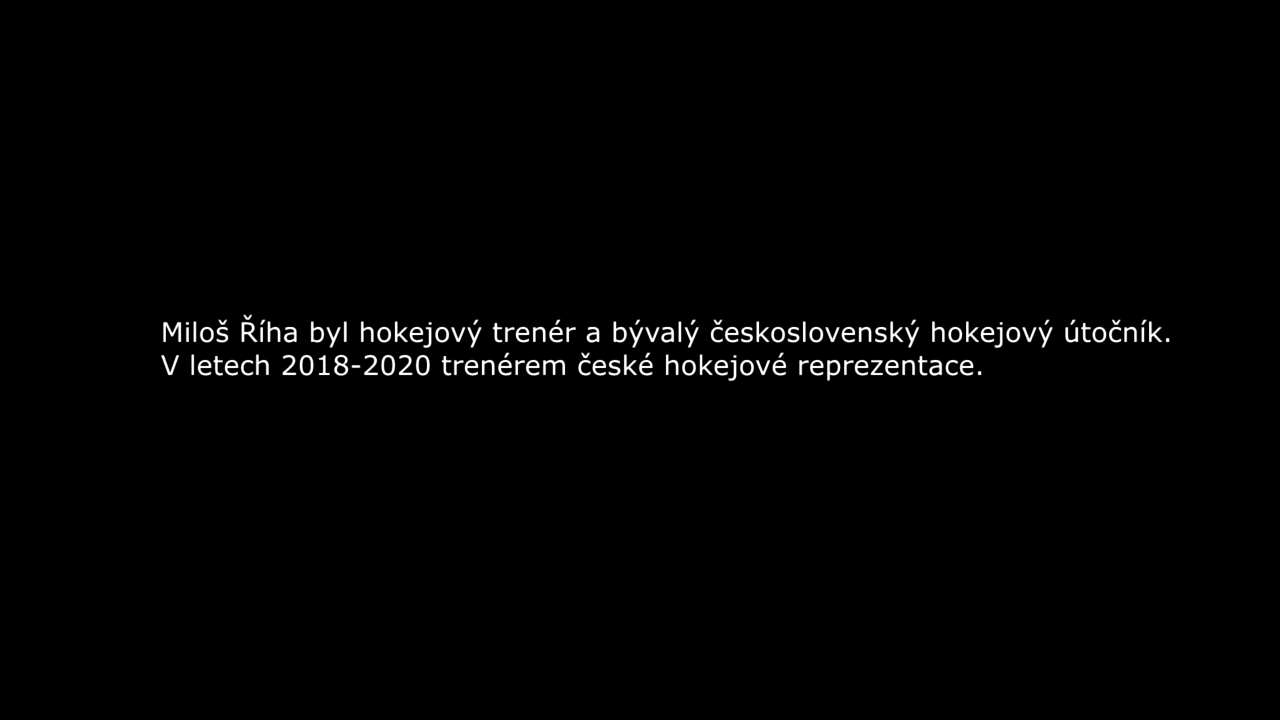 Miloš Říha byl hokejový trenér a bývalý československý hokejový útočník.
V letech 2018-2020 trenérem české hokejové reprezentace.